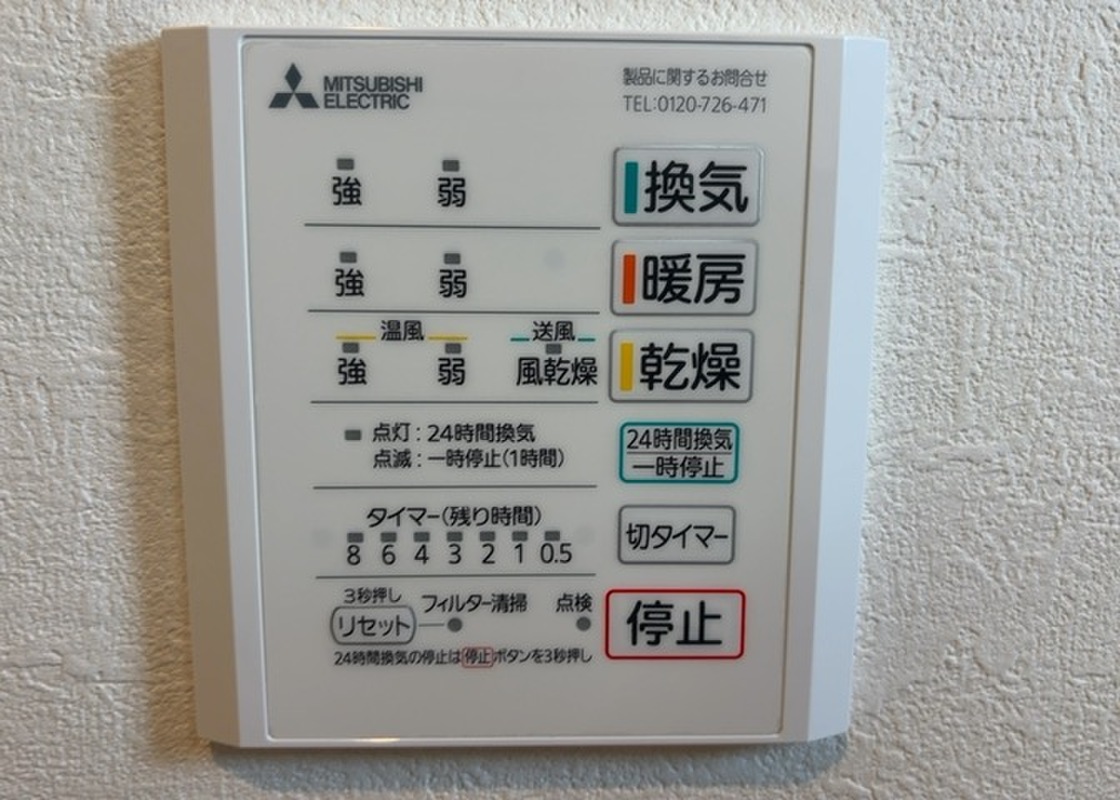 MITSUBISHI
ELECTRIC
製品に関するお問合せ
TEL:0120-726-471
強 弱 換気
強 弱 暖房
温風 送風
強 弱 風乾燥 乾燥
点灯:24時間換気
点滅:一時停止(1時間)
24時間換気
一時停止
タイマー(残り時間)
8 6 4 3 2 1 0.5
切タイマー
3秒押し
リセット フィルター清掃 点検
停止
24時間換気の停止は停止ボタンを3秒押し